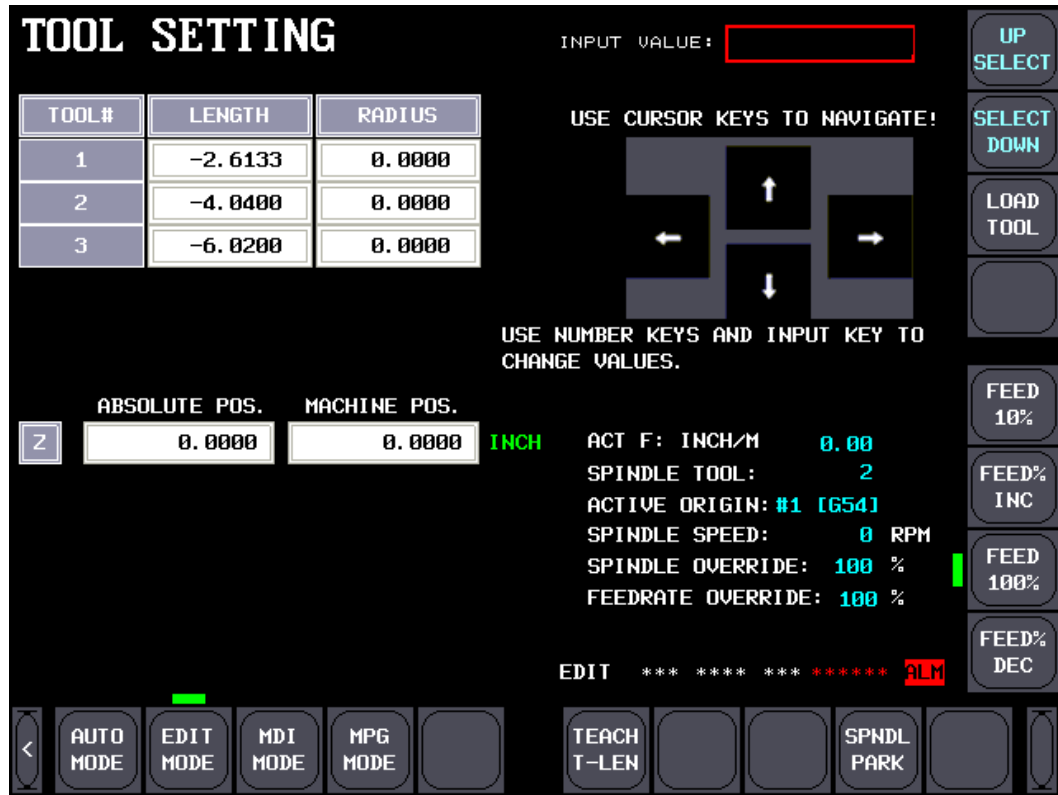 TOOL SETTING
INPUT VALUE:
UP
SELECT
TOOL# LENGTH RADIUS
1 -2.6133 0.0000
2 -4.0400 0.0000
3 -6.0200 0.0000
USE CURSOR KEYS TO NAVIGATE!
SELECT
DOWN
LOAD
TOOL
USE NUMBER KEYS AND INPUT KEY TO
CHANGE VALUES.
ABSOLUTE POS. MACHINE POS.
Z 0.0000 0.0000 INCH
ACT F: INCH/M 0.00
SPINDLE TOOL: 2
ACTIVE ORIGIN: #1 [G54]
SPINDLE SPEED: 0 RPM
SPINDLE OVERRIDE: 100 %
FEEDRATE OVERRIDE: 100 %
FEED
10%
FEED%
INC
FEED
100%
FEED%
DEC
EDIT *** **** *** ****** ALM
<
AUTO
MODE
EDIT
MODE
MDI
MODE
MPG
MODE
TEACH
T-LEN
SPNDL
PARK